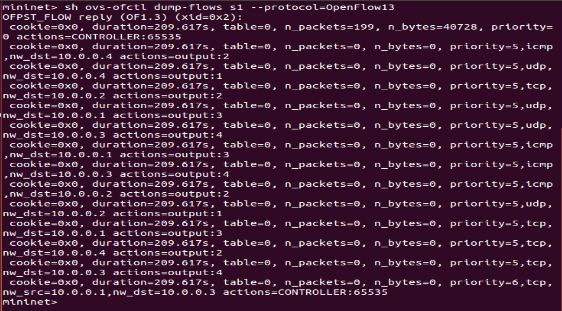 mininet> sh ovs-ofctl dump-flows s1 --protocol=OpenFlow13
OFPST_FLOW reply (OF1.3) (xid=0x2):
 cookie=0x0, duration=209.617s, table=0, n_packets=199, n_bytes=40728, priority=
0 actions=CONTROLLER:65535
 cookie=0x0, duration=209.617s, table=0, n_packets=0, n_bytes=0, priority=5,icmp
,nw_dst=10.0.0.4 actions=output:2
 cookie=0x0, duration=209.617s, table=0, n_packets=0, n_bytes=0, priority=5,udp,
nw_dst=10.0.0.4 actions=output:1
 cookie=0x0, duration=209.617s, table=0, n_packets=0, n_bytes=0, priority=5,tcp,
nw_dst=10.0.0.2 actions=output:2
 cookie=0x0, duration=209.617s, table=0, n_packets=0, n_bytes=0, priority=5,udp,
nw_dst=10.0.0.1 actions=output:3
 cookie=0x0, duration=209.617s, table=0, n_packets=0, n_bytes=0, priority=5,udp,
nw_dst=10.0.0.3 actions=output:4
 cookie=0x0, duration=209.617s, table=0, n_packets=0, n_bytes=0, priority=5,icmp
,nw_dst=10.0.0.1 actions=output:3
 cookie=0x0, duration=209.617s, table=0, n_packets=0, n_bytes=0, priority=5,icmp
,nw_dst=10.0.0.3 actions=output:4
 cookie=0x0, duration=209.617s, table=0, n_packets=0, n_bytes=0, priority=5,icmp
,nw_dst=10.0.0.2 actions=output:2
 cookie=0x0, duration=209.617s, table=0, n_packets=0, n_bytes=0, priority=5,udp,
nw_dst=10.0.0.2 actions=output:1
 cookie=0x0, duration=209.617s, table=0, n_packets=0, n_bytes=0, priority=5,tcp,
nw_dst=10.0.0.1 actions=output:3
 cookie=0x0, duration=209.617s, table=0, n_packets=0, n_bytes=0, priority=5,tcp,
nw_dst=10.0.0.4 actions=output:2
 cookie=0x0, duration=209.617s, table=0, n_packets=0, n_bytes=0, priority=5,tcp,
nw_dst=10.0.0.3 actions=output:4
 cookie=0x0, duration=209.617s, table=0, n_packets=0, n_bytes=0, priority=6,tcp,
nw_src=10.0.0.1,nw_dst=10.0.0.3 actions=CONTROLLER:65535
mininet>